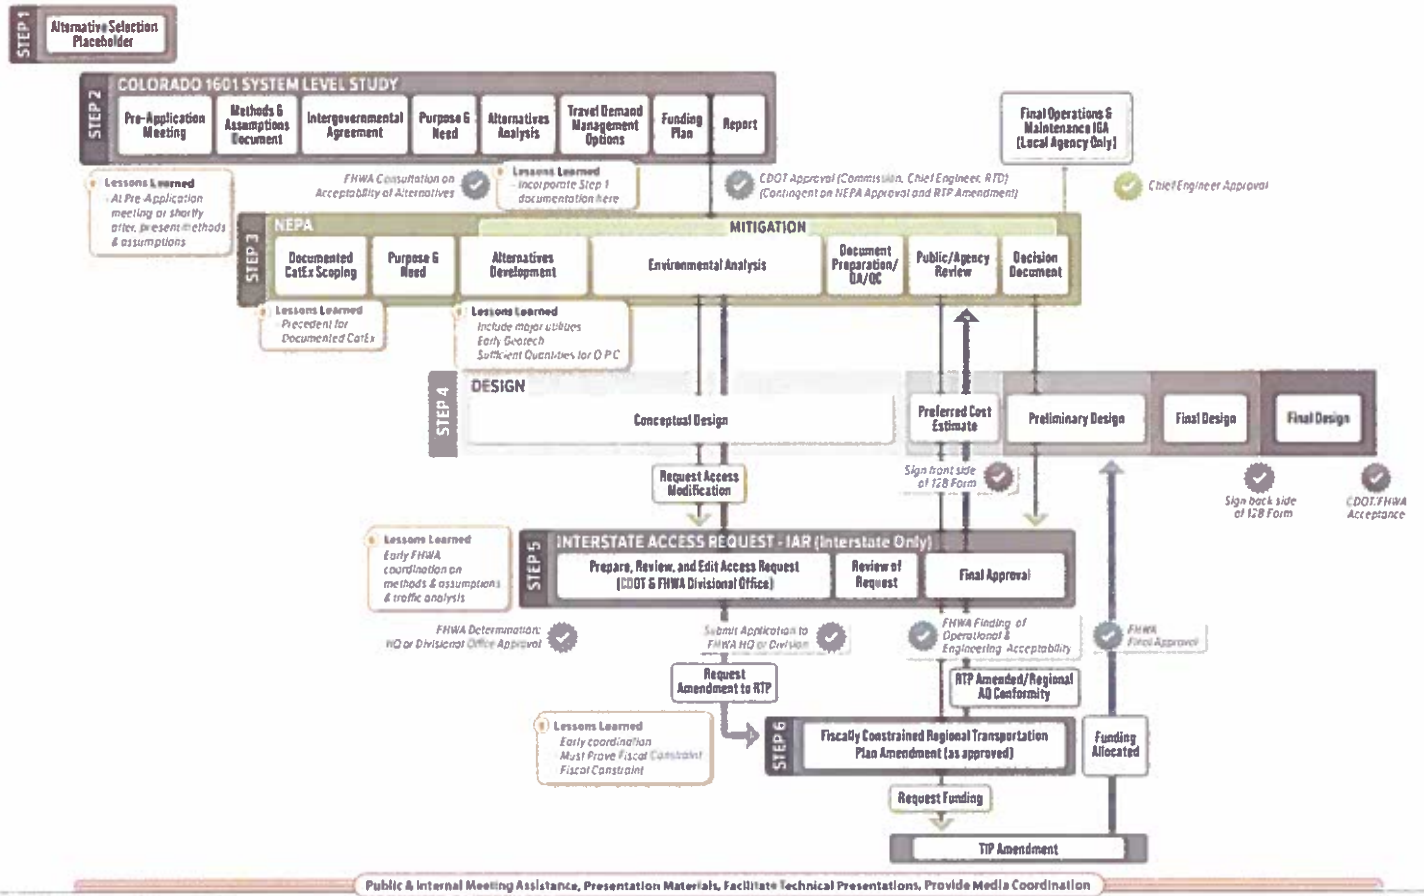 STEP 1
Alternative Selection
Placeholder
STEP 2
COLORADO 1601 SYSTEM LEVEL STUDY
Pre-Application
Meeting
Methods &
Assumptions
Document
Intergovernmental
Agreement
Purpose &
Need
Alternatives
Analysis
Travel Demand
Management
Options
Funding
Plan
Report
Final Operations &
Maintenance IGA
(Local Agency Only)
Lessons Learned
- At Pre-Application
meeting or shortly
after, present methods
& assumptions
FHWA Consultation on
Acceptability of Alternatives
Lessons Learned
- Incorporate Step 1
documentation here
CDOT Approval (Commission, Chief Engineer, RTD)
(Contingent on NEPA Approval and RTP Amendment)
Chief Engineer Approval
STEP 3
NEPA
MITIGATION
Documented
CatEx Scoping
Purpose &
Need
Alternatives
Development
Environmental Analysis
Document
Preparation/
QA/QC
Public/Agency
Review
Decision
Document
Lessons Learned
- Precedent for
Documented CatEx
Lessons Learned
Include major utilities
Early Geotech
Sufficient Quantities for O P C
STEP 4
DESIGN
Conceptual Design
Preferred Cost
Estimate
Preliminary Design
Final Design
Final Design
Request Access
Modification
Sign front side
of 128 Form
Sign back side
of 128 Form
CDOT/FHWA
Acceptance
Lessons Learned
Early FHWA
coordination on
methods & assumptions
& traffic analysis
STEP 5
INTERSTATE ACCESS REQUEST - IAR (Interstate Only)
Prepare, Review, and Edit Access Request
(CDOT & FHWA Divisional Office)
Review of
Request
Final Approval
FHWA Determination:
HQ or Divisional Office Approval
Submit Application to
FHWA HQ or Division
FHWA Finding of
Operational &
Engineering Acceptability
FHWA
Final Approval
Request
Amendment to RTP
RTP Amended/Regional
AQ Conformity
Lessons Learned
Early coordination
- Must Prove Fiscal Constraint
- Fiscal Constraint
STEP 6
Fiscally Constrained Regional Transportation
Plan Amendment (as approved)
Funding
Allocated
Request Funding
TIP Amendment
Public & Internal Meeting Assistance, Presentation Materials, Facilitate Technical Presentations, Provide Media Coordination